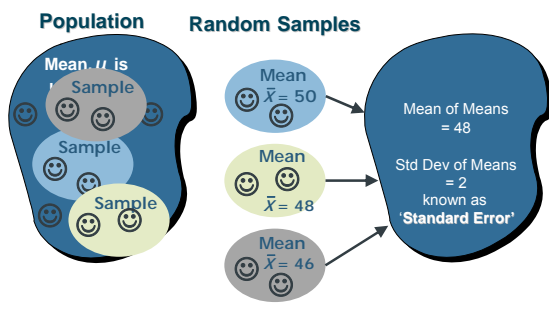 Population
Mean, μ is
Sample
Sample
Sample
Random Samples
Mean
X̄ = 50
Mean
X̄ = 48
Mean
X̄ = 46
Mean of Means
= 48
Std Dev of Means
= 2
known as
‘Standard Error’